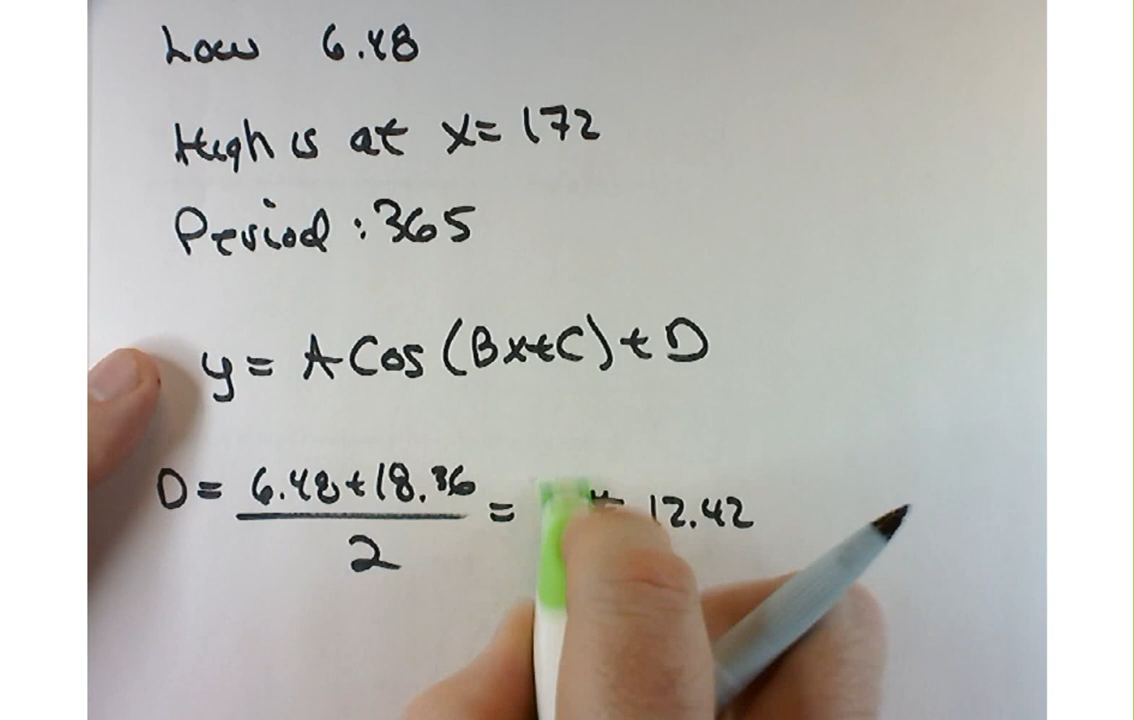 Low 6.48
High is at x=172
Period: 365
y = A Cos (Bx+C) + D
D = 6.48+18.36 / 2 = = 12.42